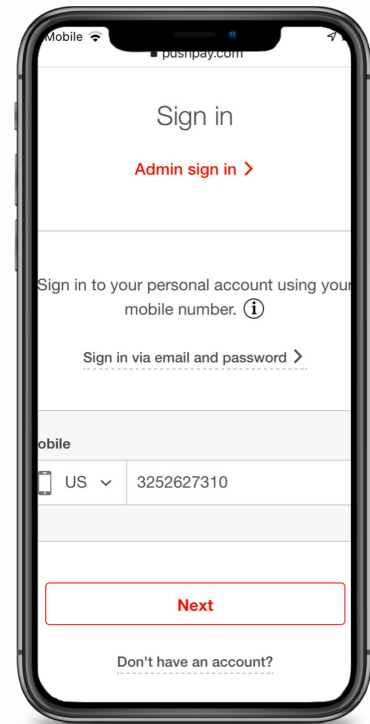 Mobile
pushpay.com
Sign in
Admin sign in >
Sign in to your personal account using your
mobile number. i
Sign in via email and password >
obile
US 3252627310
Next
Don't have an account?